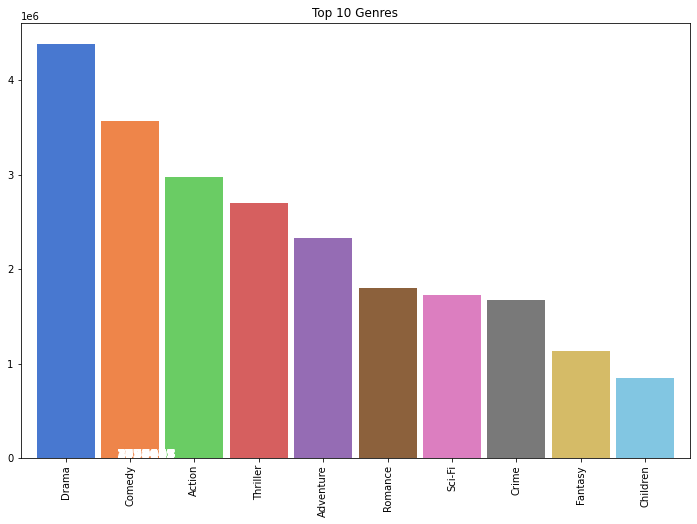 Top 10 Genres
1e6
4
3
2
1
0
Drama
Comedy
Action
Thriller
Adventure
Romance
Sci-Fi
Crime
Fantasy
Children